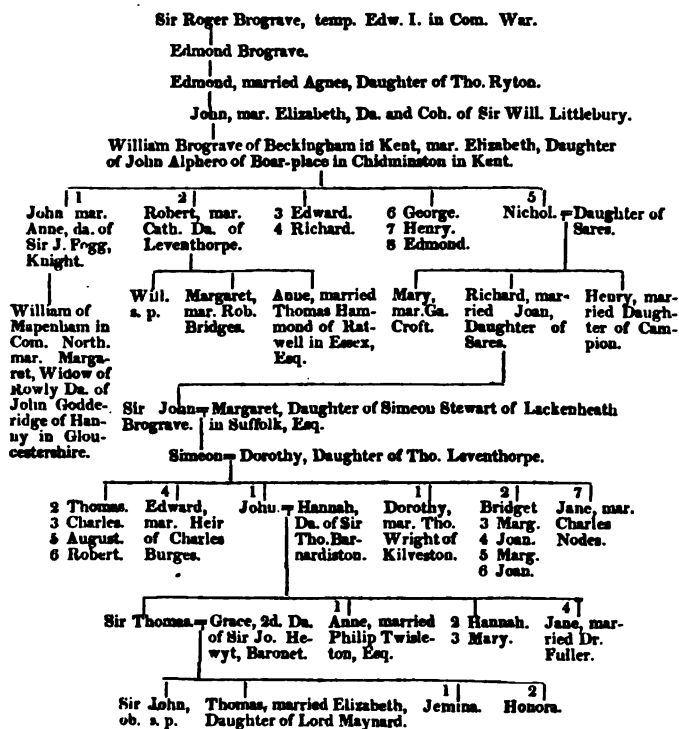 Sir Roger Brograve, temp. Edw. I. in Com. War.
Edmond Brograve.
Edmond, married Agnes, Daughter of Tho. Ryton.
John, mar. Elizabeth, Da. and Coh. of Sir Will. Littlebury.
William Brograve of Beckingham in Kent, mar. Elizabeth, Daughter
of John Alphero of Boar-place in Chidminston in Kent.
1
John mar.
Anne, da. of
Sir J. Fogg,
Knight.
2
Robert, mar.
Cath. Da. of
Leventhorpe.
3 Edward.
4 Richard.
6 George.
7 Henry.
8 Edmond.
5
Nichol. = Daughter of
Sares.
William of
Mapenham in
Com. North.
mar. Marga-
ret, Widow of
Rowly Da. of
John Godde-
ridge of Han-
ny in Glou-
cestershire.
Will.
s. p.
Margaret,
mar. Rob.
Bridges.
Anne, married
Thomas Ham-
mond of Rat-
well in Essex,
Esq.
Mary,
mar. Ga.
Croft.
Richard, mar-
ried Joan,
Daughter of
Sares.
Henry, mar-
ried Daugh-
ter of Cam-
pion.
Sir John = Margaret, Daughter of Simeon Stewart of Lackenheath
Brograve. in Suffolk, Esq.
Simeon = Dorothy, Daughter of Tho. Leventhorpe.
2 Thomas.
3 Charles.
5 August.
6 Robert.
4
Edward,
mar. Heir
of Charles
Burges.
1
John. = Hannah,
Da. of Sir
Tho. Bar-
nardiston.
1
Dorothy,
mar. Tho.
Wright of
Kilveston.
2
Bridget
3 Marg.
4 Joan.
5 Marg.
6 Joan.
7
Jane, mar.
Charles
Nodes.
Sir Thomas. = Grace, 2d. Da.
of Sir Jo. He-
wyt, Baronet.
1
Anne, married
Philip Twisle-
ton, Esq.
2 Hannah.
3 Mary.
4
Jane, mar-
ried Dr.
Fuller.
Sir John,
ob. s. p.
Thomas, married Elizabeth,
Daughter of Lord Maynard.
1
Jemina.
2
Honora.